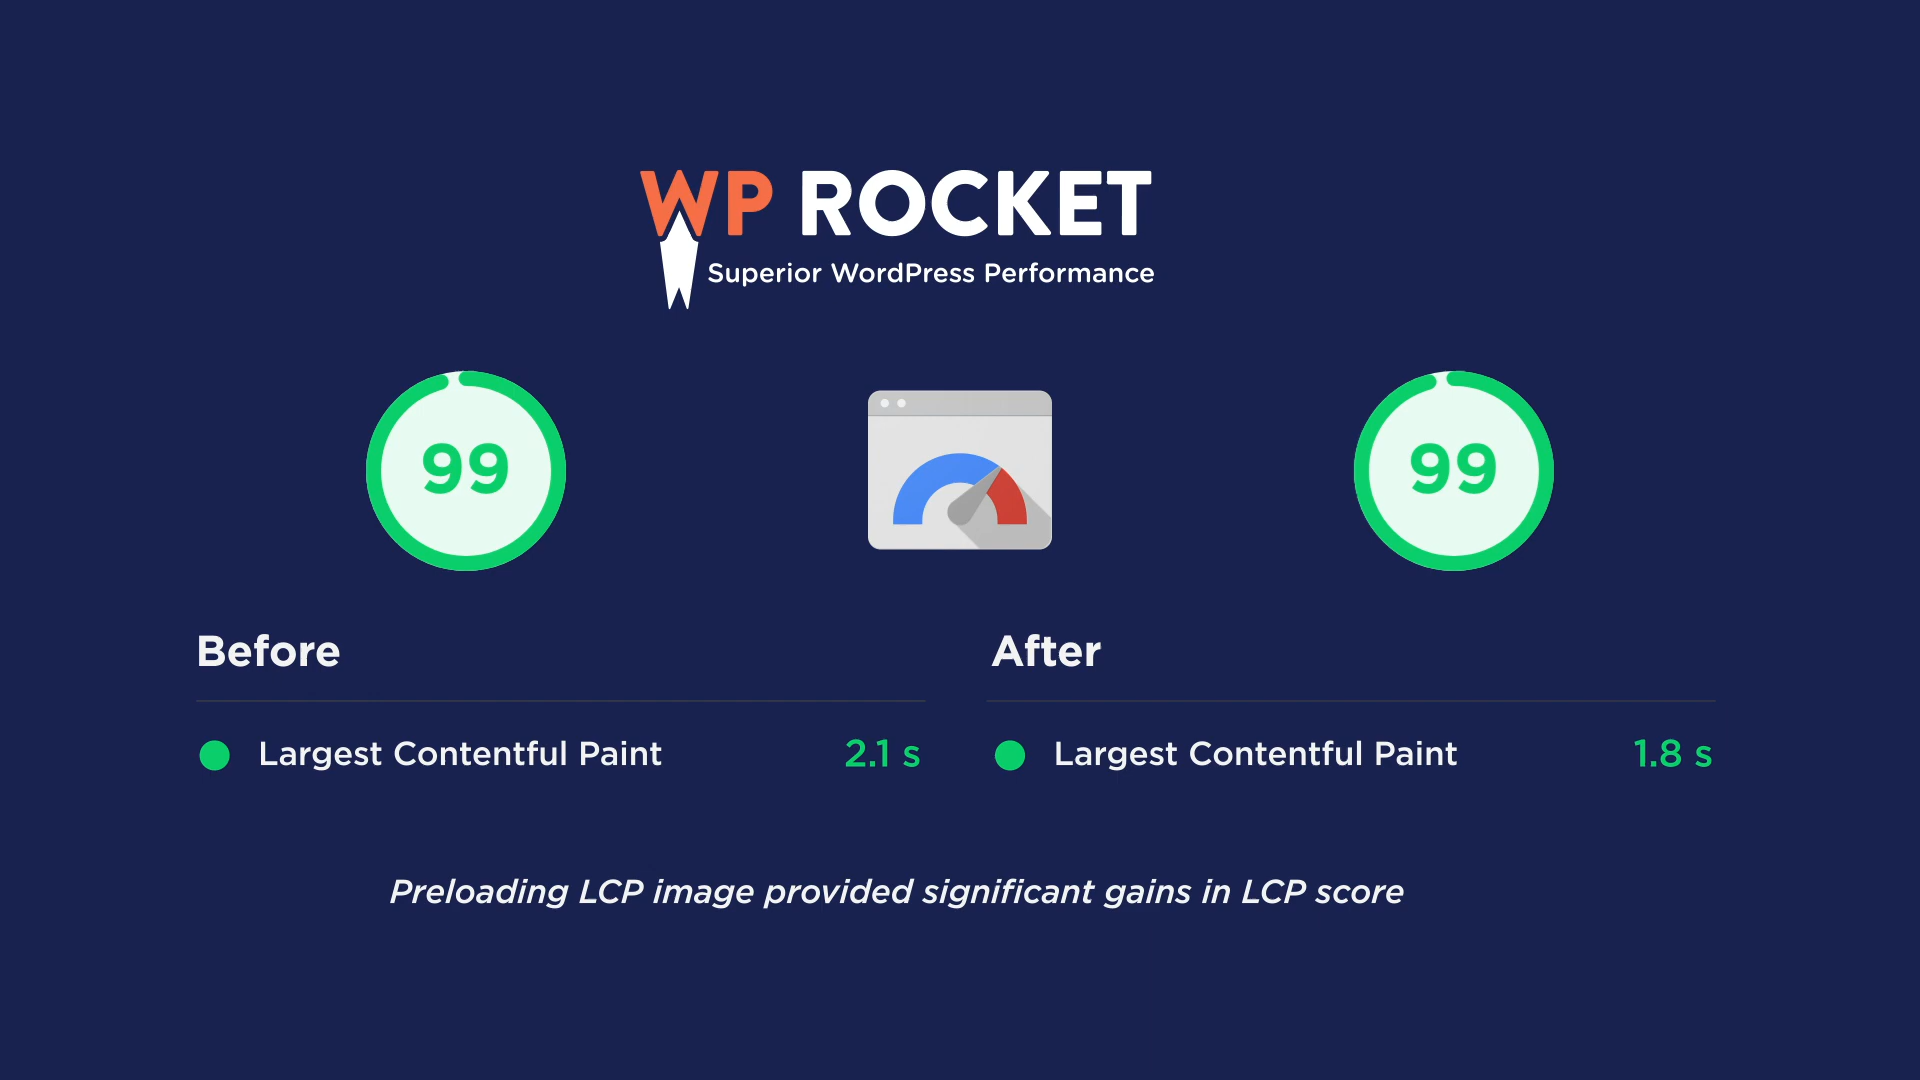 WP ROCKET
Superior WordPress Performance
99
99
Before
After
Largest Contentful Paint 2.1 s
Largest Contentful Paint 1.8 s
Preloading LCP image provided significant gains in LCP score